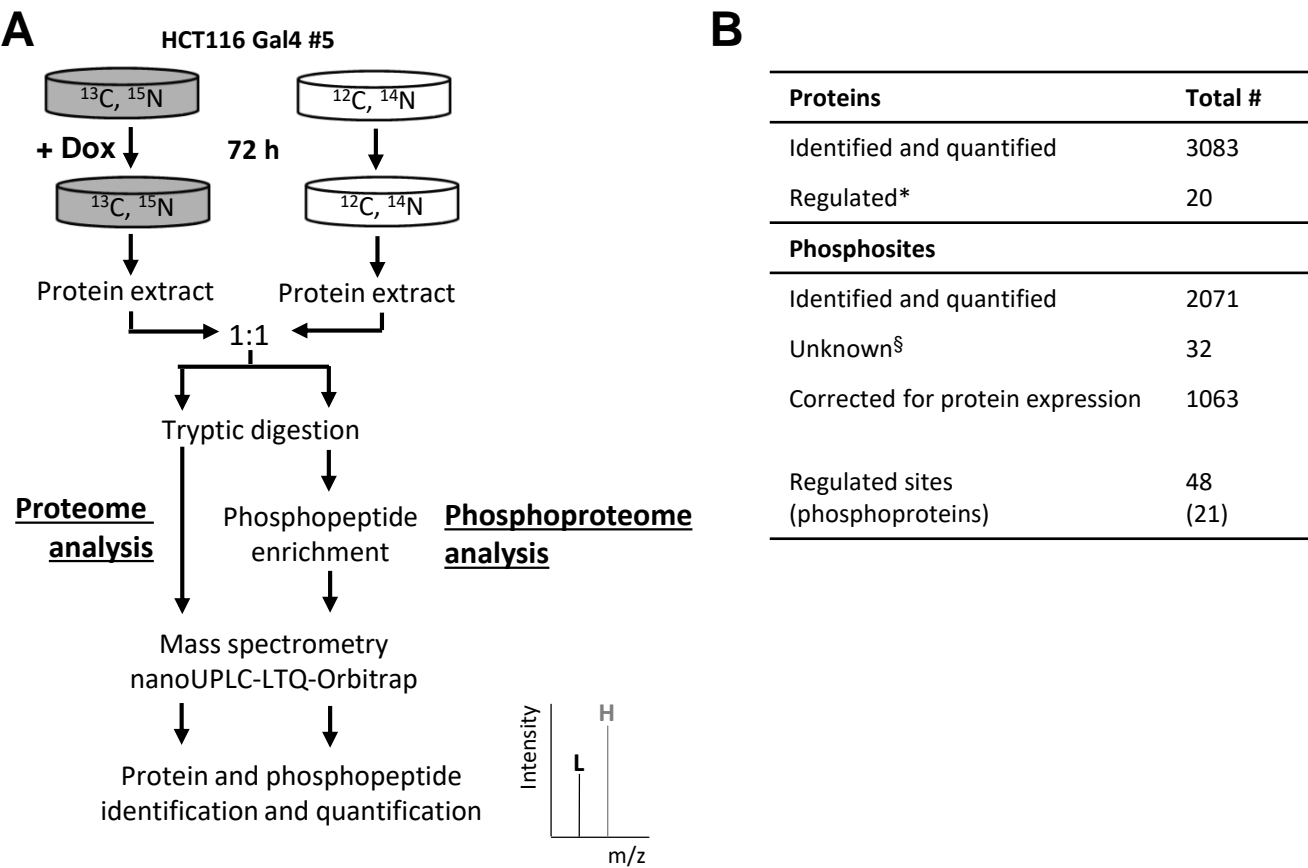 A
HCT116 Gal4 #5
¹³C, ¹⁵N
¹²C, ¹⁴N
+ Dox
72 h
¹³C, ¹⁵N
¹²C, ¹⁴N
Protein extract
Protein extract
1:1
Tryptic digestion
Proteome
analysis
Phosphopeptide
enrichment
Phosphoproteome
analysis
Mass spectrometry
nanoUPLC-LTQ-Orbitrap
Protein and phosphopeptide
identification and quantification
Intensity
L
H
m/z
B
Proteins Total #
Identified and quantified 3083
Regulated* 20
Phosphosites
Identified and quantified 2071
Unknown§ 32
Corrected for protein expression 1063
Regulated sites 48
(phosphoproteins) (21)